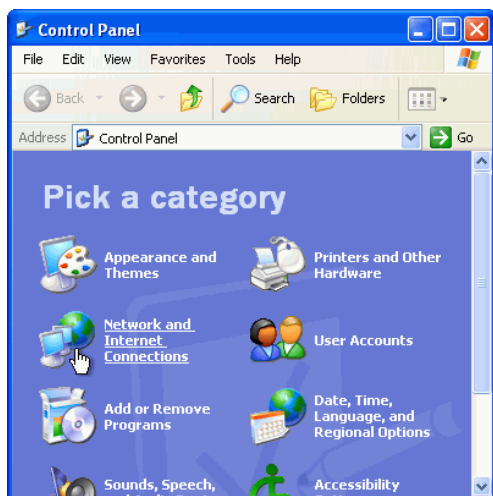 Control Panel
File Edit View Favorites Tools Help
Back Search Folders
Address Control Panel Go
Pick a category
Appearance and
Themes
Printers and Other
Hardware
Network and
Internet
Connections
User Accounts
Add or Remove
Programs
Date, Time,
Language, and
Regional Options
Sounds, Speech,
Accessibility